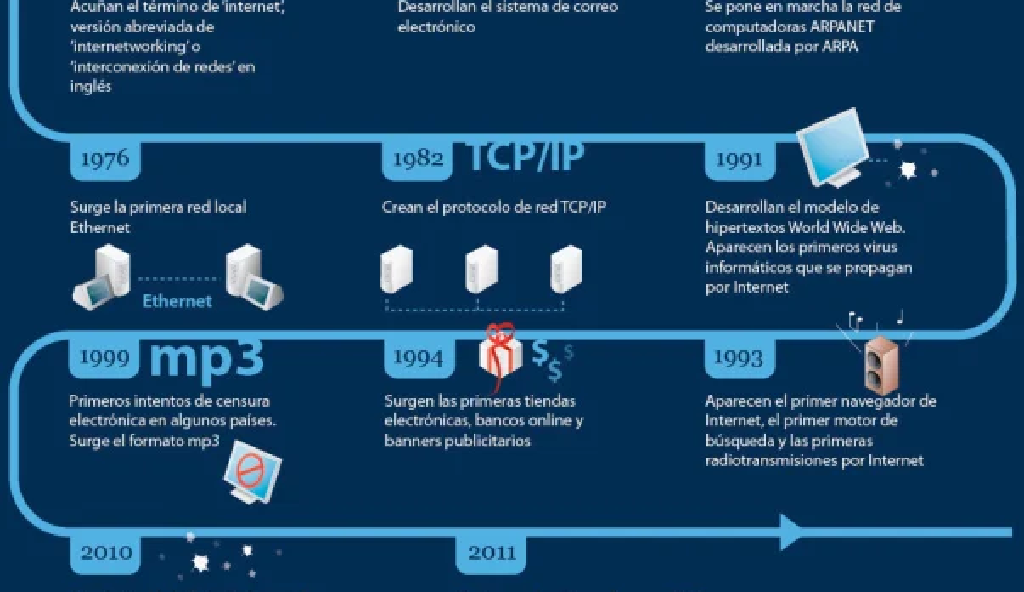 Acuñan el término de 'internet',
versión abreviada de
'internetworking' o
'interconexión de redes' en
inglés
Desarrollan el sistema de correo
electrónico
Se pone en marcha la red de
computadoras ARPANET
desarrollada por ARPA
1976
Surge la primera red local
Ethernet
Ethernet
1982 TCP/IP
Crean el protocolo de red TCP/IP
1991
Desarrollan el modelo de
hipertextos World Wide Web.
Aparecen los primeros virus
informáticos que se propagan
por Internet
1999 mp3
Primeros intentos de censura
electrónica en algunos países.
Surge el formato mp3
1994 $ $ $
Surgen las primeras tiendas
electrónicas, bancos online y
banners publicitarios
1993
Aparecen el primer navegador de
Internet, el primer motor de
búsqueda y las primeras
radiotransmisiones por Internet
2010
2011